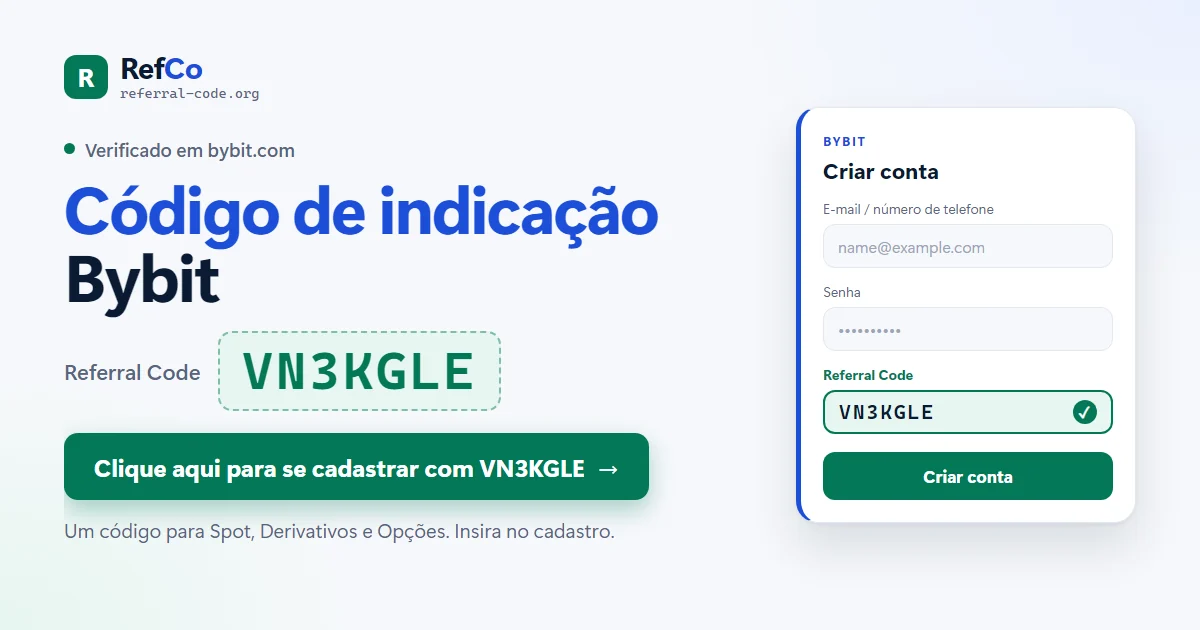 R
RefCo
referral-code.org
Verificado em bybit.com
Código de indicação
Bybit
Referral Code
VN3KGLE
Clique aqui para se cadastrar com VN3KGLE →
Um código para Spot, Derivativos e Opções. Insira no cadastro.
BYBIT
Criar conta
E-mail / número de telefone
name@example.com
Senha
••••••••••
Referral Code
VN3KGLE
Criar conta